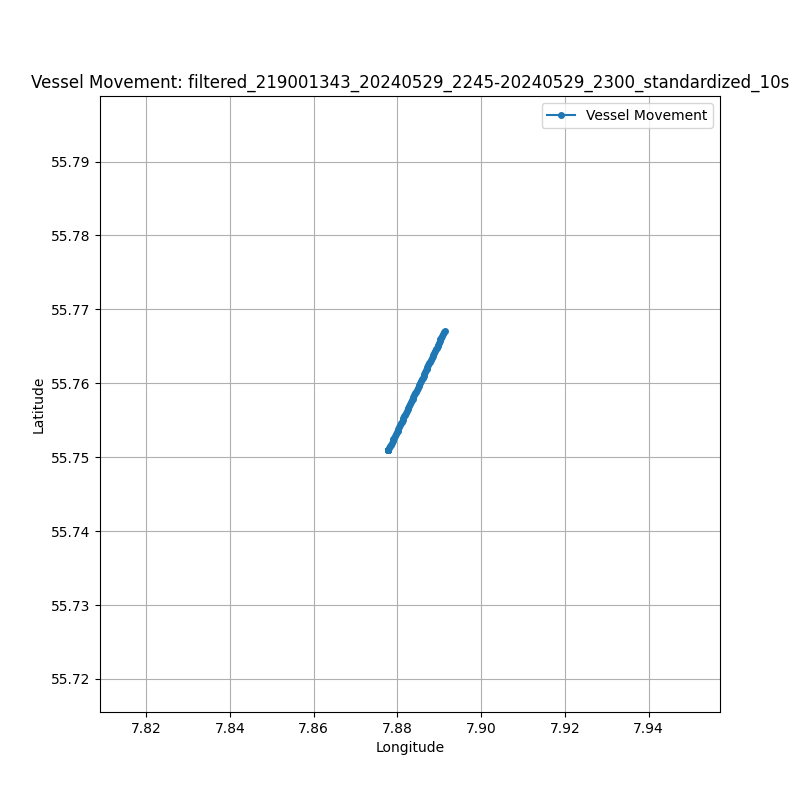 Vessel Movement: filtered_219001343_20240529_2245-20240529_2300_standardized_10s
Vessel Movement
55.79
55.78
55.77
55.76
55.75
55.74
55.73
55.72
Latitude
7.82 7.84 7.86 7.88 7.90 7.92 7.94
Longitude